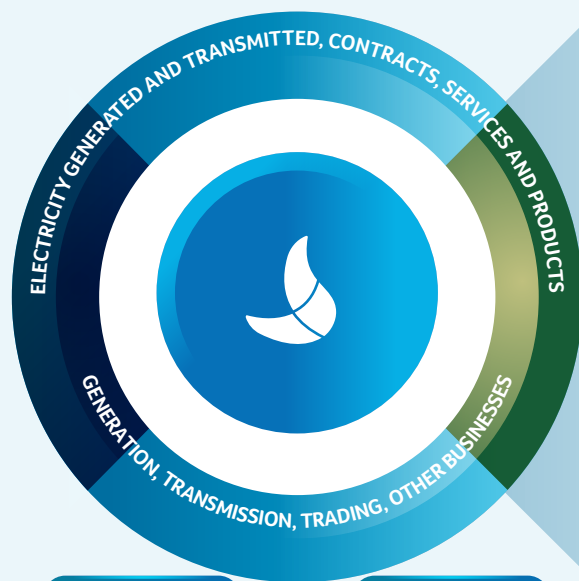 ELECTRICITY GENERATED AND TRANSMITTED, CONTRACTS, SERVICES AND PRODUCTS
GENERATION, TRANSMISSION, TRADING, OTHER BUSINESSES